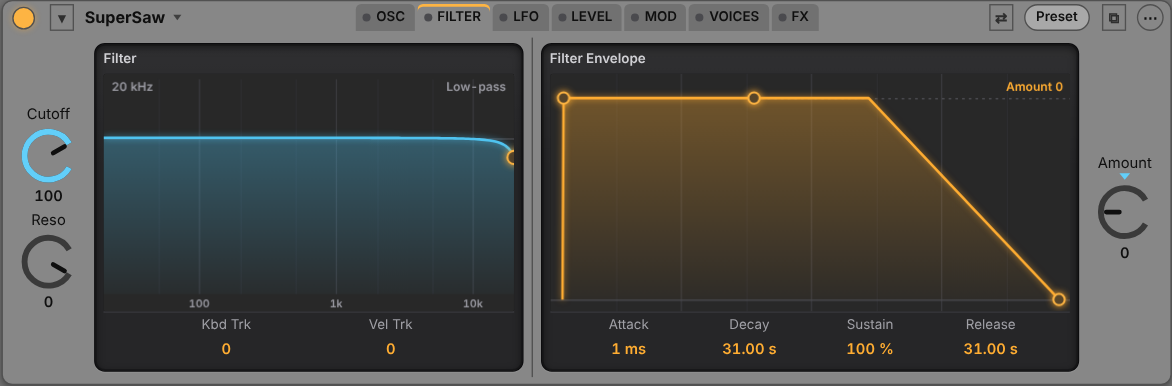 SuperSaw
OSC
FILTER
LFO
LEVEL
MOD
VOICES
FX
Preset
Cutoff
100
Reso
0
Filter
20 kHz
Low-pass
100
1k
10k
Kbd Trk
Vel Trk
0
0
Filter Envelope
Amount 0
Attack
Decay
Sustain
Release
1 ms
31.00 s
100 %
31.00 s
Amount
0